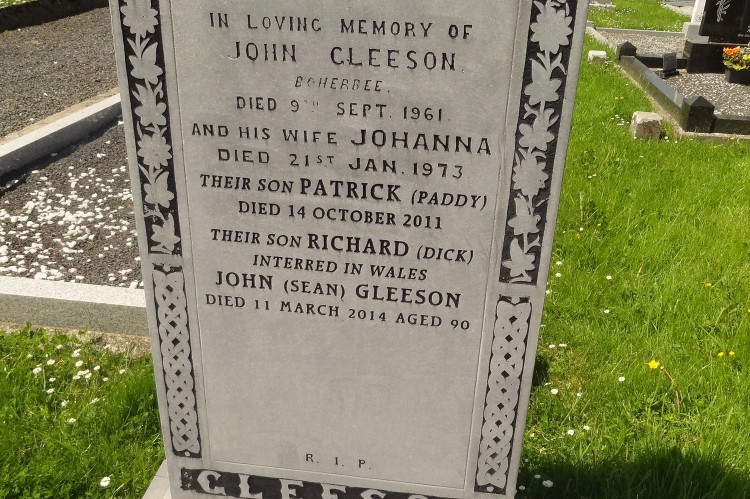 IN LOVING MEMORY OF
JOHN GLEESON.
BOHERBEE.
DIED 9TH SEPT. 1961.
AND HIS WIFE JOHANNA
DIED 21ST JAN. 1973
THEIR SON PATRICK (PADDY)
DIED 14 OCTOBER 2011
THEIR SON RICHARD (DICK)
INTERRED IN WALES
JOHN (SEAN) GLEESON
DIED 11 MARCH 2014 AGED 90
R. I. P.
GLEESO